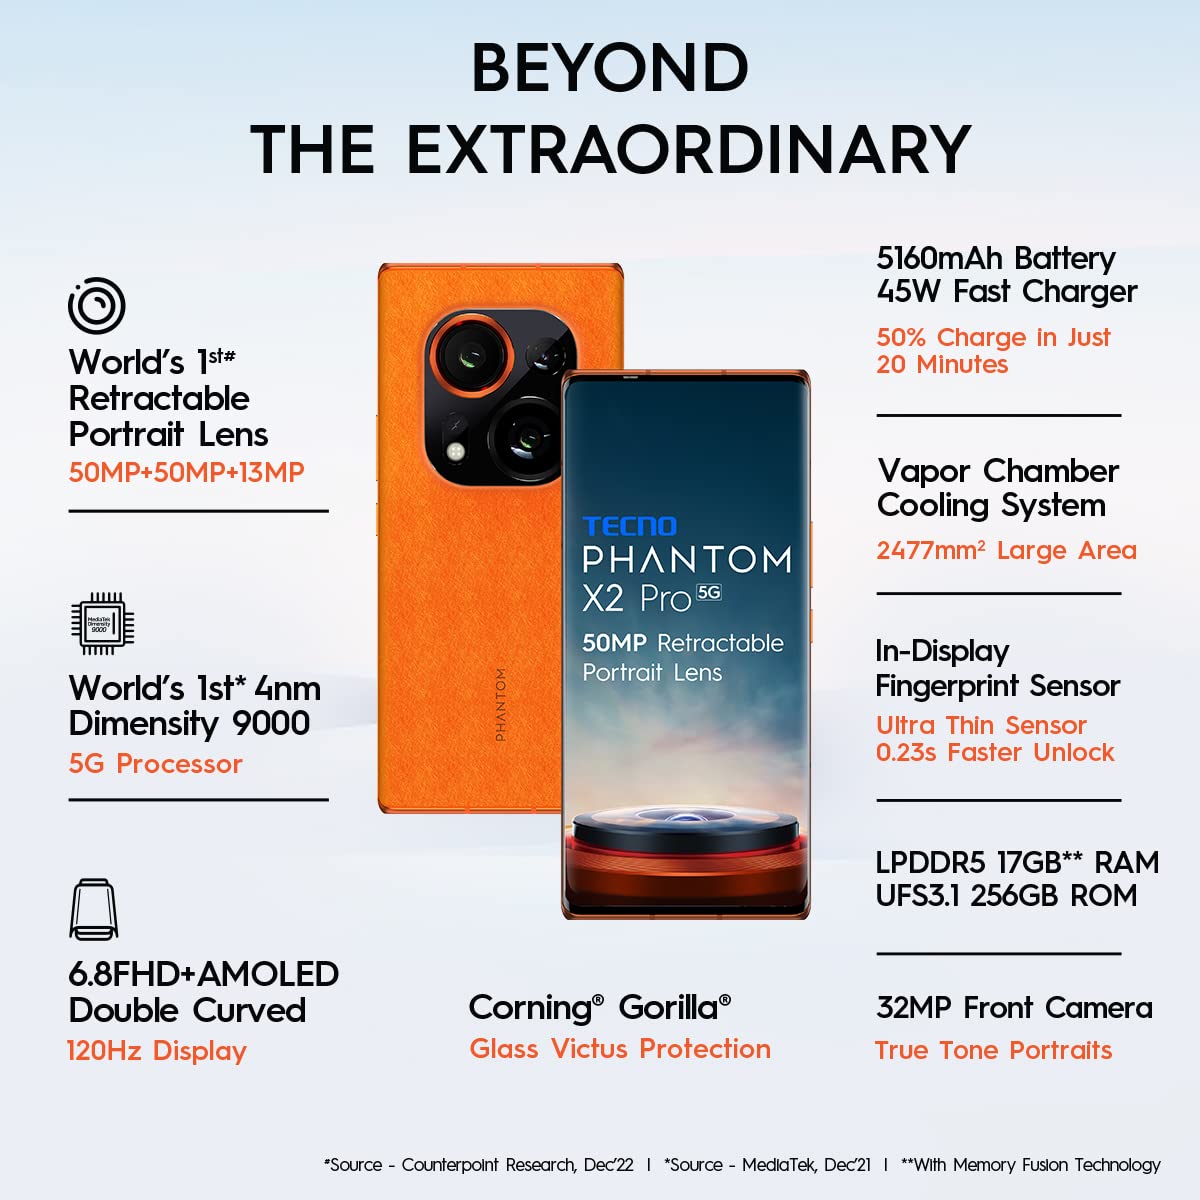 BEYOND
THE EXTRAORDINARY
World's 1st#
Retractable
Portrait Lens
50MP+50MP+13MP
MediaTek
Dimensity
9000
World's 1st* 4nm
Dimensity 9000
5G Processor
6.8FHD+AMOLED
Double Curved
120Hz Display
PHANTOM
TECNO
PHANTOM
X2 Pro 5G
50MP Retractable
Portrait Lens
Corning® Gorilla®
Glass Victus Protection
5160mAh Battery
45W Fast Charger
50% Charge in Just
20 Minutes
Vapor Chamber
Cooling System
2477mm² Large Area
In-Display
Fingerprint Sensor
Ultra Thin Sensor
0.23s Faster Unlock
LPDDR5 17GB** RAM
UFS3.1 256GB ROM
32MP Front Camera
True Tone Portraits
#Source - Counterpoint Research, Dec'22 | *Source - MediaTek, Dec'21 | **With Memory Fusion Technology